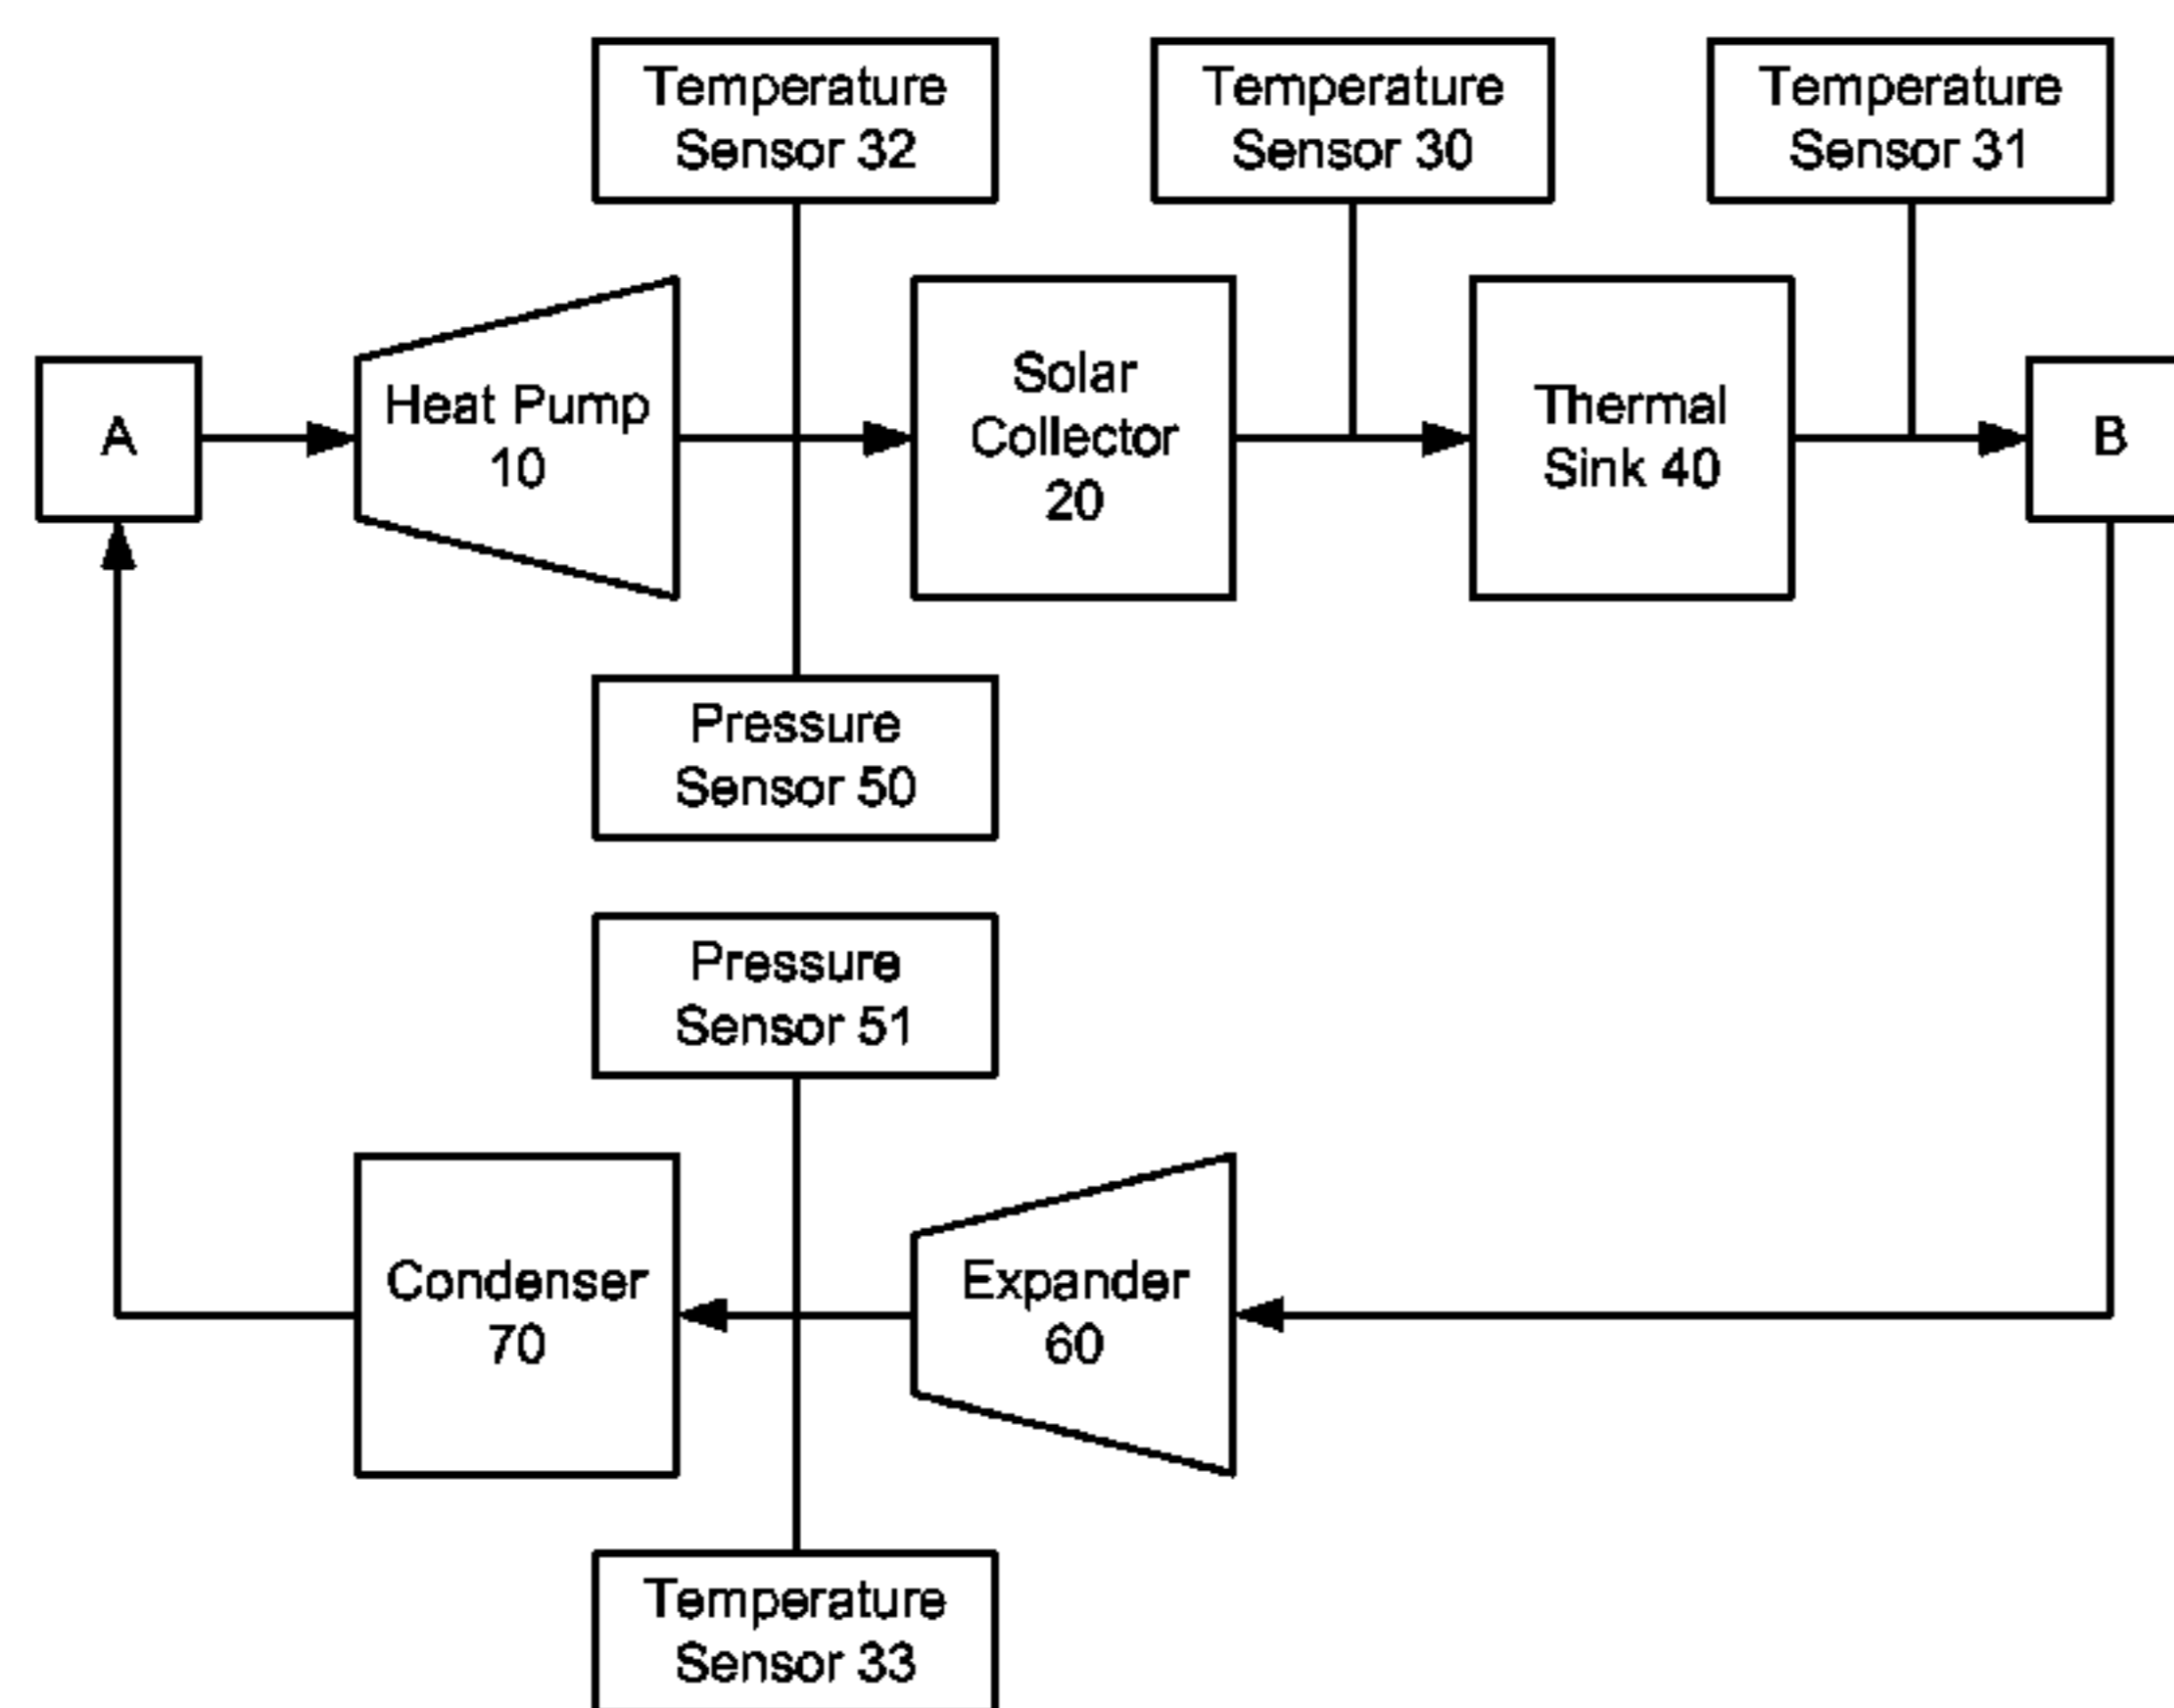 Temperature
Sensor 32
Temperature
Sensor 30
Temperature
Sensor 31
A
Heat Pump
10
Solar
Collector
20
Thermal
Sink 40
B
Pressure
Sensor 50
Pressure
Sensor 51
Condenser
70
Expander
60
Temperature
Sensor 33